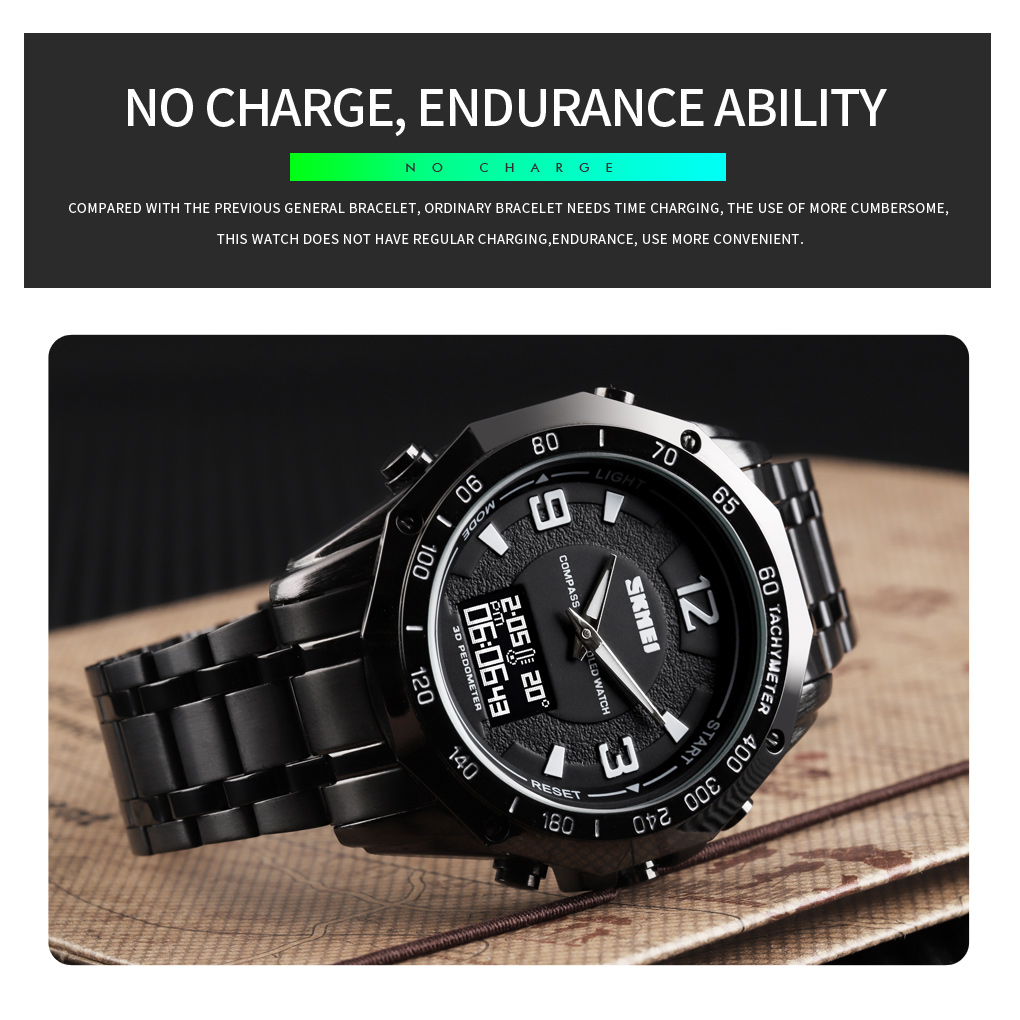 NO CHARGE, ENDURANCE ABILITY
NO CHARGE
COMPARED WITH THE PREVIOUS GENERAL BRACELET, ORDINARY BRACELET NEEDS TIME CHARGING, THE USE OF MORE CUMBERSOME,
THIS WATCH DOES NOT HAVE REGULAR CHARGING,ENDURANCE, USE MORE CONVENIENT.
80
70
65
60
TACHYMETER
400
300
240
180
140
120
100
90
LIGHT
MODE
START
RESET
9
12
3
SKMEI
COMPASS
OLED WATCH
3D PEDOMETER
2:05
20°
PM
06:06 43